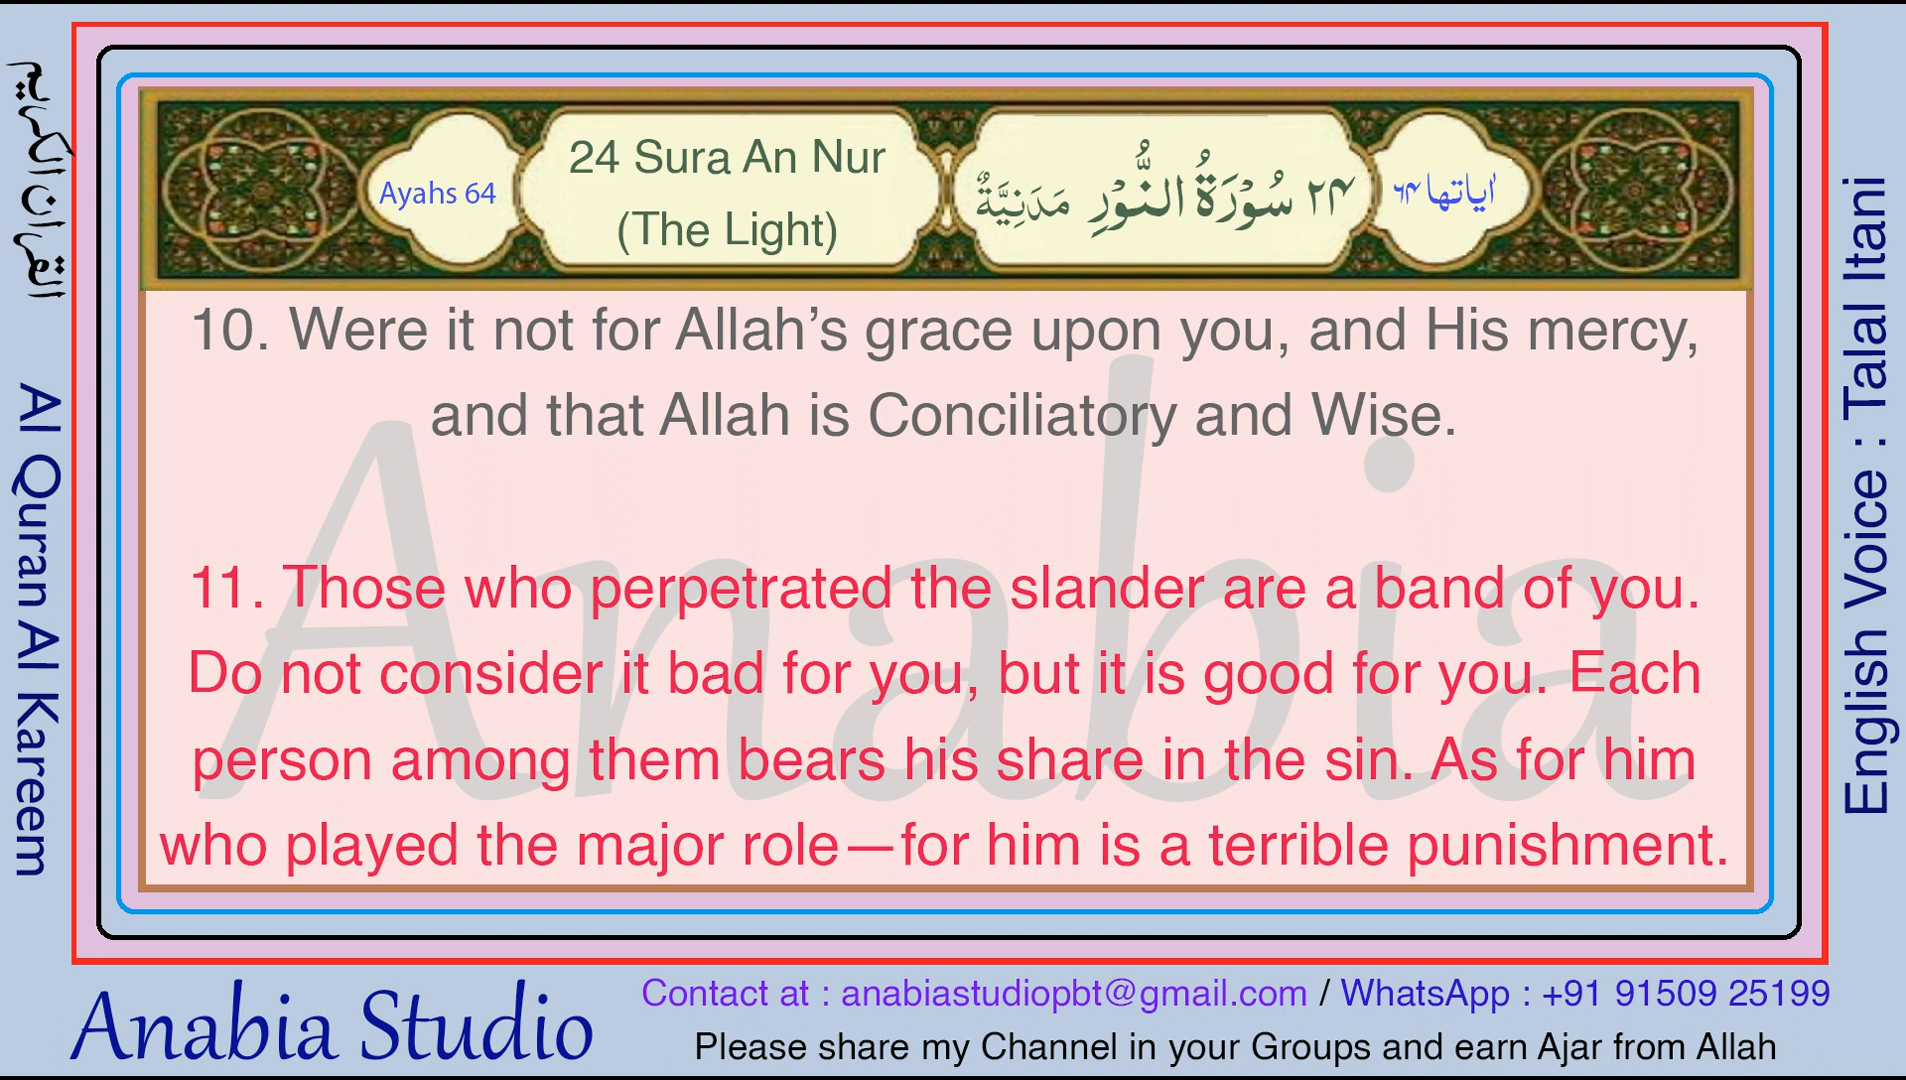 القرآن الكريم
Al Quran Al Kareem
Ayahs 64
24 Sura An Nur
(The Light)
٢٤ سُوْرَةُ النُّوْرِ مَدَنِيَّةٌ
اٰياتها ٦٤
10. Were it not for Allah’s grace upon you, and His mercy,
and that Allah is Conciliatory and Wise.
11. Those who perpetrated the slander are a band of you.
Do not consider it bad for you, but it is good for you. Each
person among them bears his share in the sin. As for him
who played the major role—for him is a terrible punishment.
Anabia
English Voice : Talal Itani
Anabia Studio
Contact at : anabiastudiopbt@gmail.com / WhatsApp : +91 91509 25199
Please share my Channel in your Groups and earn Ajar from Allah